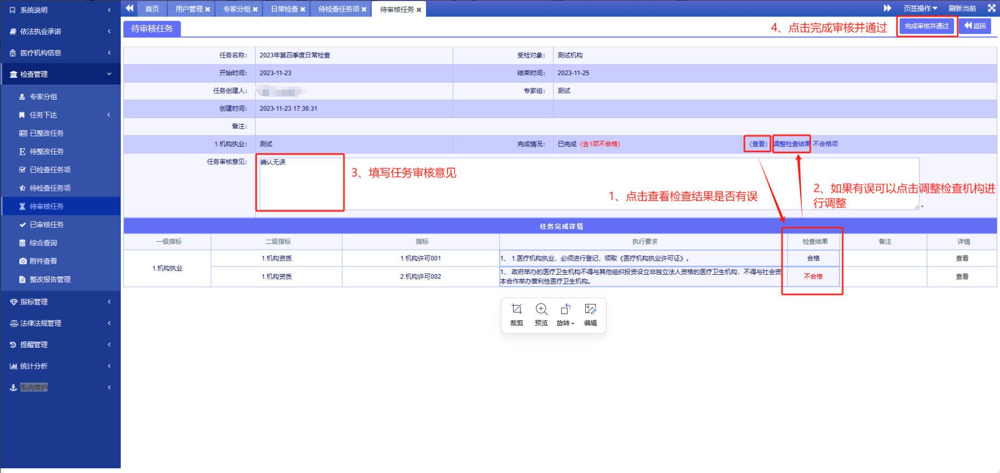 系统说明
依法执业承诺
医疗机构信息
检查管理
专家分组
任务下达
已整改任务
待整改任务
已检查任务项
待检查任务项
待审核任务
已审核任务
综合查询
附件查看
整改报告管理
指标管理
法律法规管理
提醒管理
统计分析
系统维护
首页 用户管理 专家分组 日常检查 待检查任务项 待审核任务 页签操作 刷新当前
待审核任务
4、点击完成审核并通过
完成审核并通过 返回
任务名称： 2023年第四季度日常检查 受检对象： 测试机构
开始时间： 2023-11-23 结束时间： 2023-11-25
任务创建人： 专家组： 测试
创建时间： 2023-11-23 17:36:31
备注：
1.机构执业： 测试 完成情况： 已完成（含1项不合格） （查看） 调整检查结果 不合格项
任务审核意见： 确认无误
3、填写任务审核意见
1、点击查看检查结果是否有误
2、如果有误可以点击调整检查机构进
行调整
*
任务完成详情
一级指标 二级指标 指标 执行要求 检查结果 备注 详情
1.机构执业
1.机构资质 1.机构许可001 1、 1.医疗机构执业，必须进行登记，领取《医疗机构执业许可证》。 合格 查看
1.机构资质 2.机构许可002 1、 政府举办的医疗卫生机构不得与其他组织投资设立非独立法人资格的医疗卫生机构，不得与社会资
本合作举办营利性医疗卫生机构。 不合格 查看
裁剪 预览 旋转 编辑